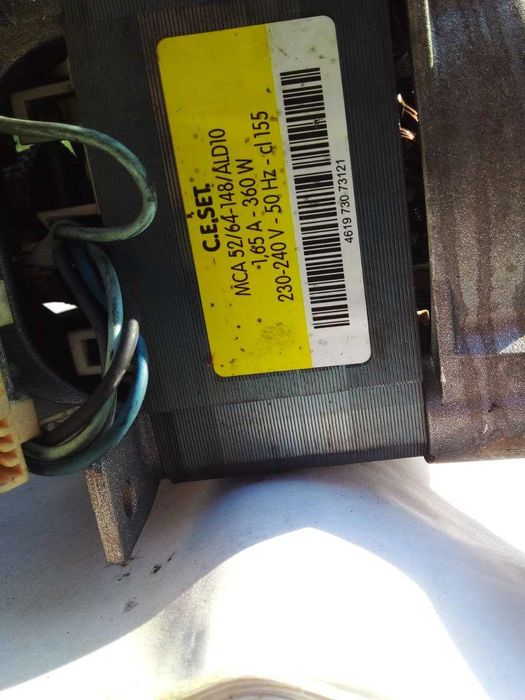 C.E.SET.
MCA 52/64-148/ALD10
1,65 A - 360 W
230-240 V - 50 Hz - cl 155
4619 730 73121